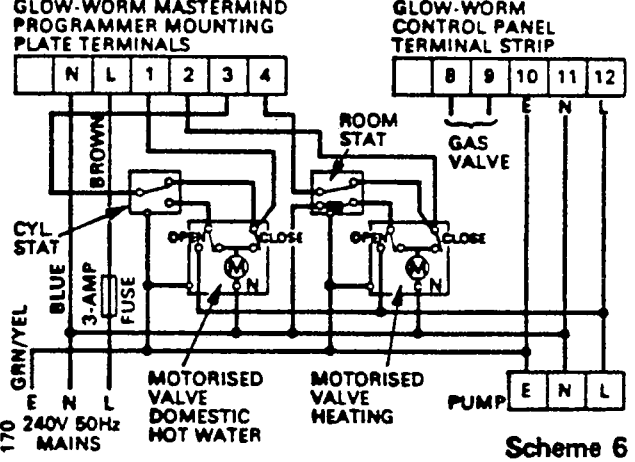 GLOW-WORM MASTERMIND
PROGRAMMER MOUNTING
PLATE TERMINALS
GLOW-WORM
CONTROL PANEL
TERMINAL STRIP
N L 1 2 3 4
8 9 10 11 12
E N L
GAS
VALVE
ROOM
STAT
BROWN
CYL
STAT
OPEN CLOSE
M N
OPEN CLOSE
M N
BLUE
3-AMP
FUSE
GRN/YEL
MOTORISED
VALVE
DOMESTIC
HOT WATER
MOTORISED
VALVE
HEATING
PUMP E N L
E N L
240V 50Hz
MAINS
170
Scheme 6